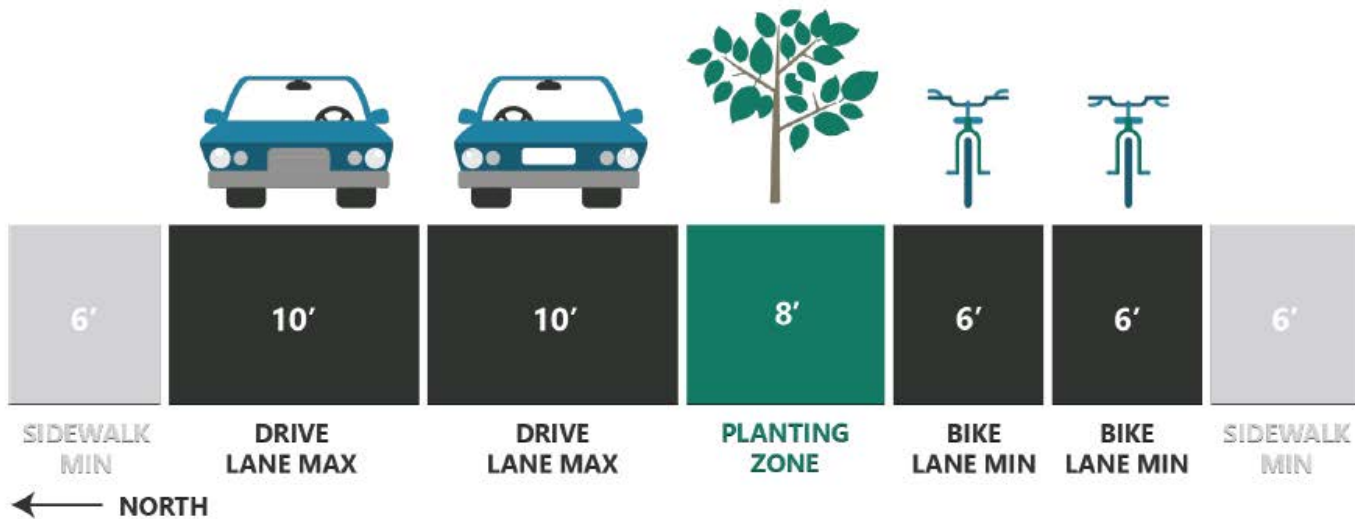 6’
10’
10’
8’
6’
6’
6’
SIDEWALK
MIN
DRIVE
LANE MAX
DRIVE
LANE MAX
PLANTING
ZONE
BIKE
LANE MIN
BIKE
LANE MIN
SIDEWALK
MIN
NORTH